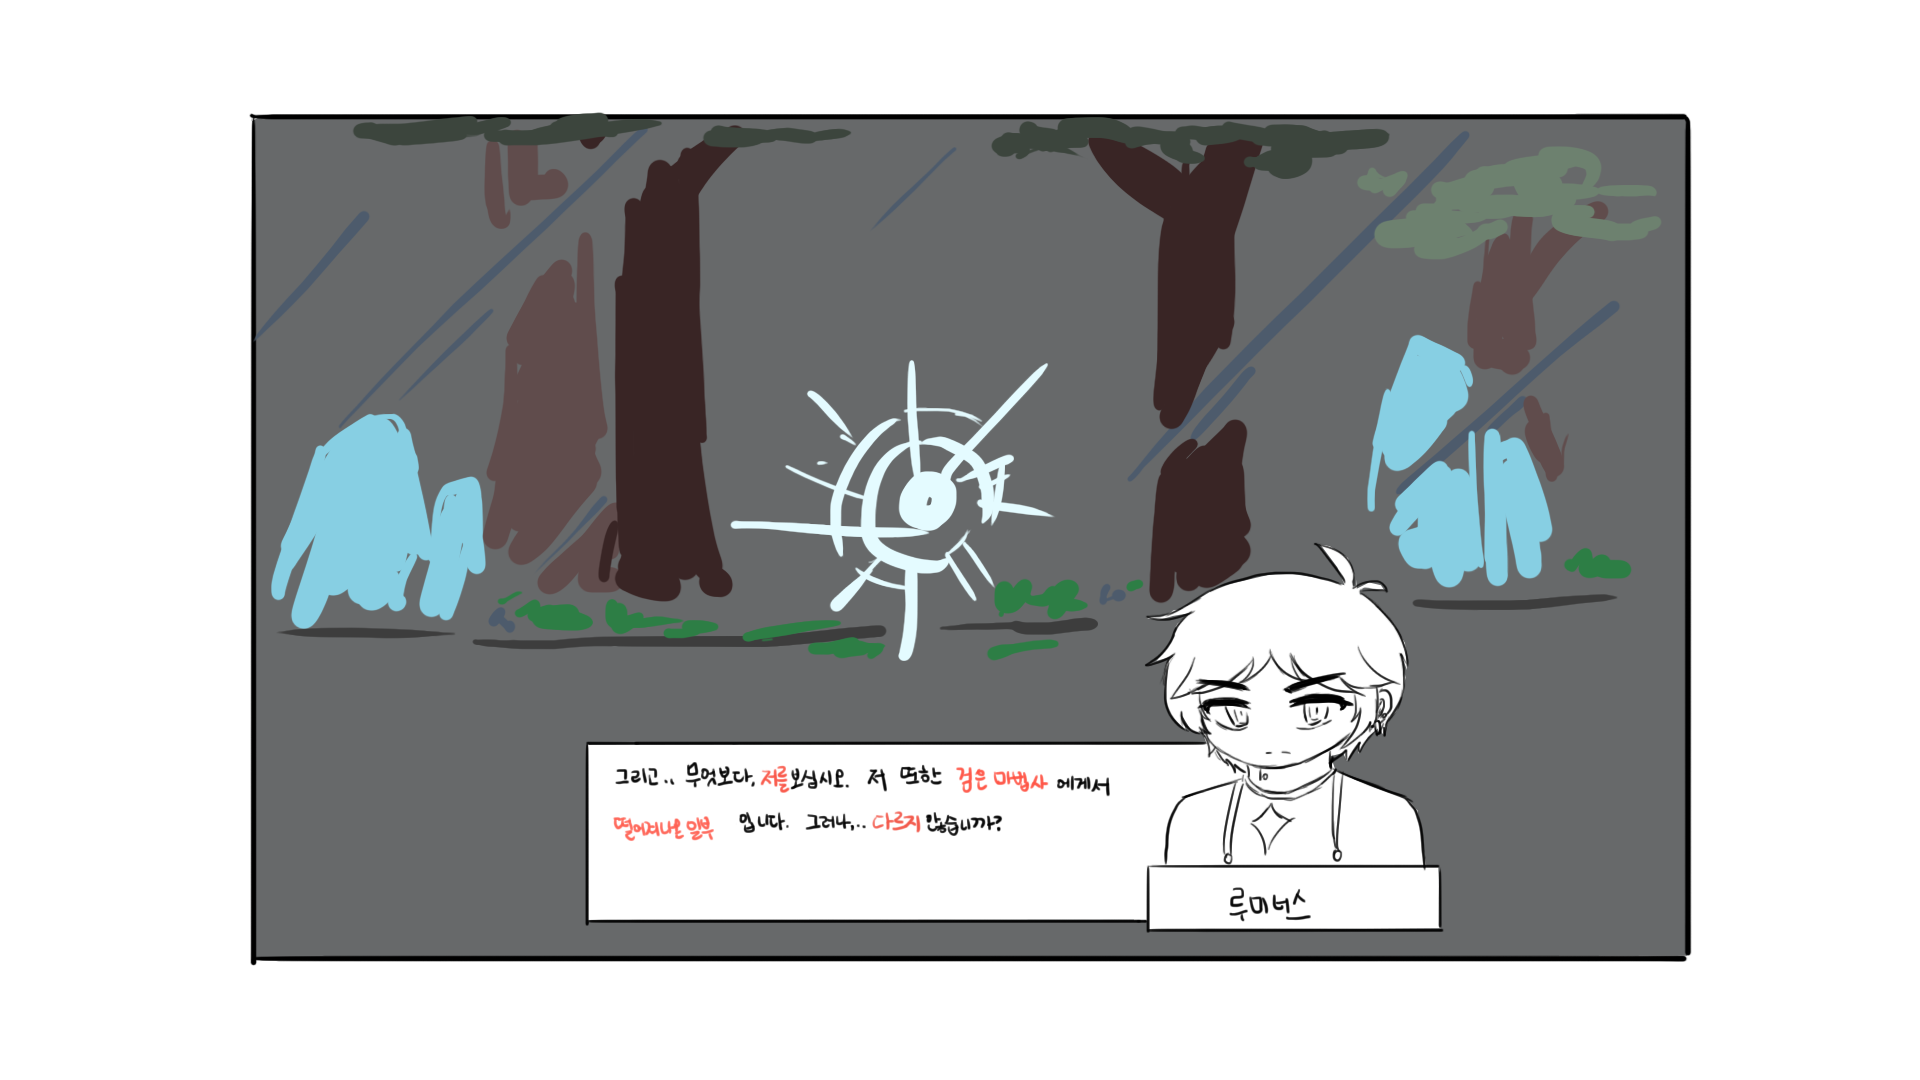 그리고.. 무엇보다, 저를보십시오. 저 또한 검은 마법사 에게서
떨어져나온 일부 입니다. 그러나,.. 다르지 않습니까?
루미너스